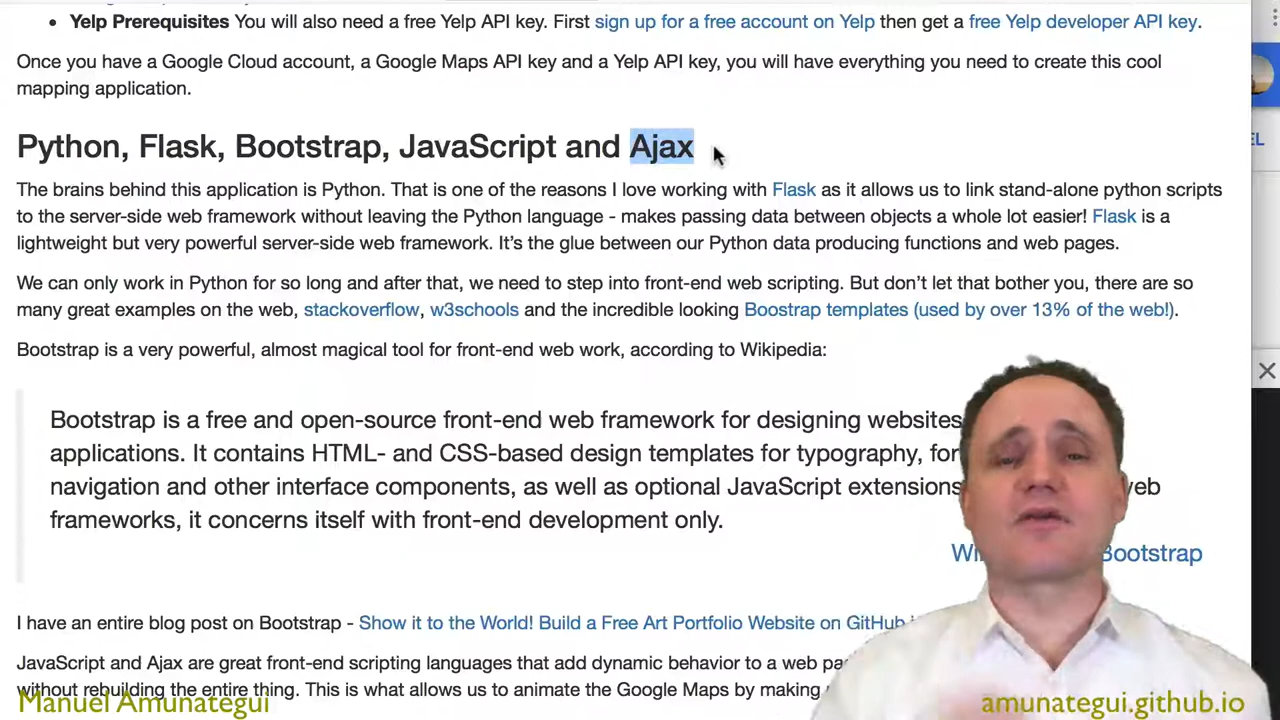 • Yelp Prerequisites You will also need a free Yelp API key. First sign up for a free account on Yelp then get a free Yelp developer API key.
Once you have a Google Cloud account, a Google Maps API key and a Yelp API key, you will have everything you need to create this cool
mapping application.
Python, Flask, Bootstrap, JavaScript and Ajax
EL
The brains behind this application is Python. That is one of the reasons I love working with Flask as it allows us to link stand-alone python scripts
to the server-side web framework without leaving the Python language - makes passing data between objects a whole lot easier! Flask is a
lightweight but very powerful server-side web framework. It’s the glue between our Python data producing functions and web pages.
We can only work in Python for so long and after that, we need to step into front-end web scripting. But don’t let that bother you, there are so
many great examples on the web, stackoverflow, w3schools and the incredible looking Boostrap templates (used by over 13% of the web!).
Bootstrap is a very powerful, almost magical tool for front-end web work, according to Wikipedia:
Bootstrap is a free and open-source front-end web framework for designing websites
applications. It contains HTML- and CSS-based design templates for typography, for
navigation and other interface components, as well as optional JavaScript extensions
frameworks, it concerns itself with front-end development only.
Bootstrap
I have an entire blog post on Bootstrap - Show it to the World! Build a Free Art Portfolio Website on GitHub
JavaScript and Ajax are great front-end scripting languages that add dynamic behavior to a web
without rebuilding the entire thing. This is what allows us to animate the Google Maps by making
Manuel Amunategui
amunategui.github.io